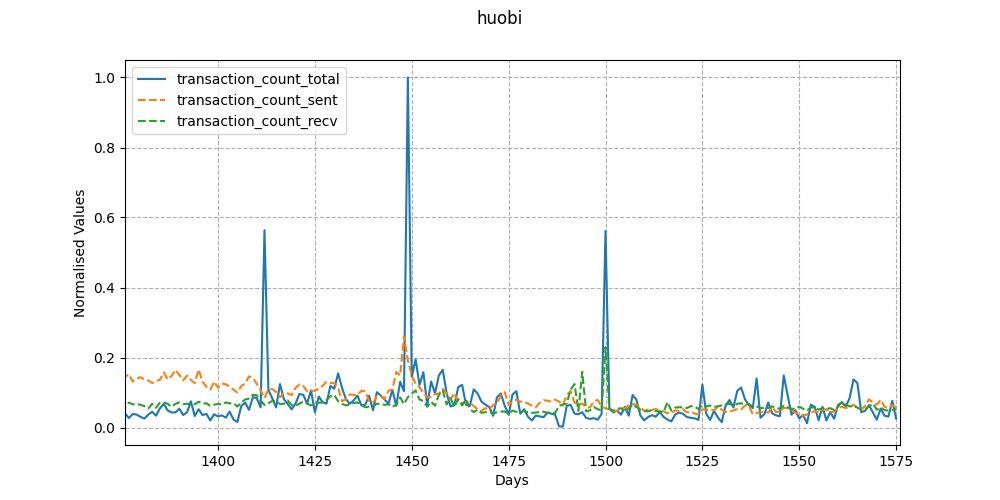 huobi
transaction_count_total
transaction_count_sent
transaction_count_recv
Normalised Values
1.0
0.8
0.6
0.4
0.2
0.0
1400
1425
1450
1475
1500
1525
1550
1575
Days